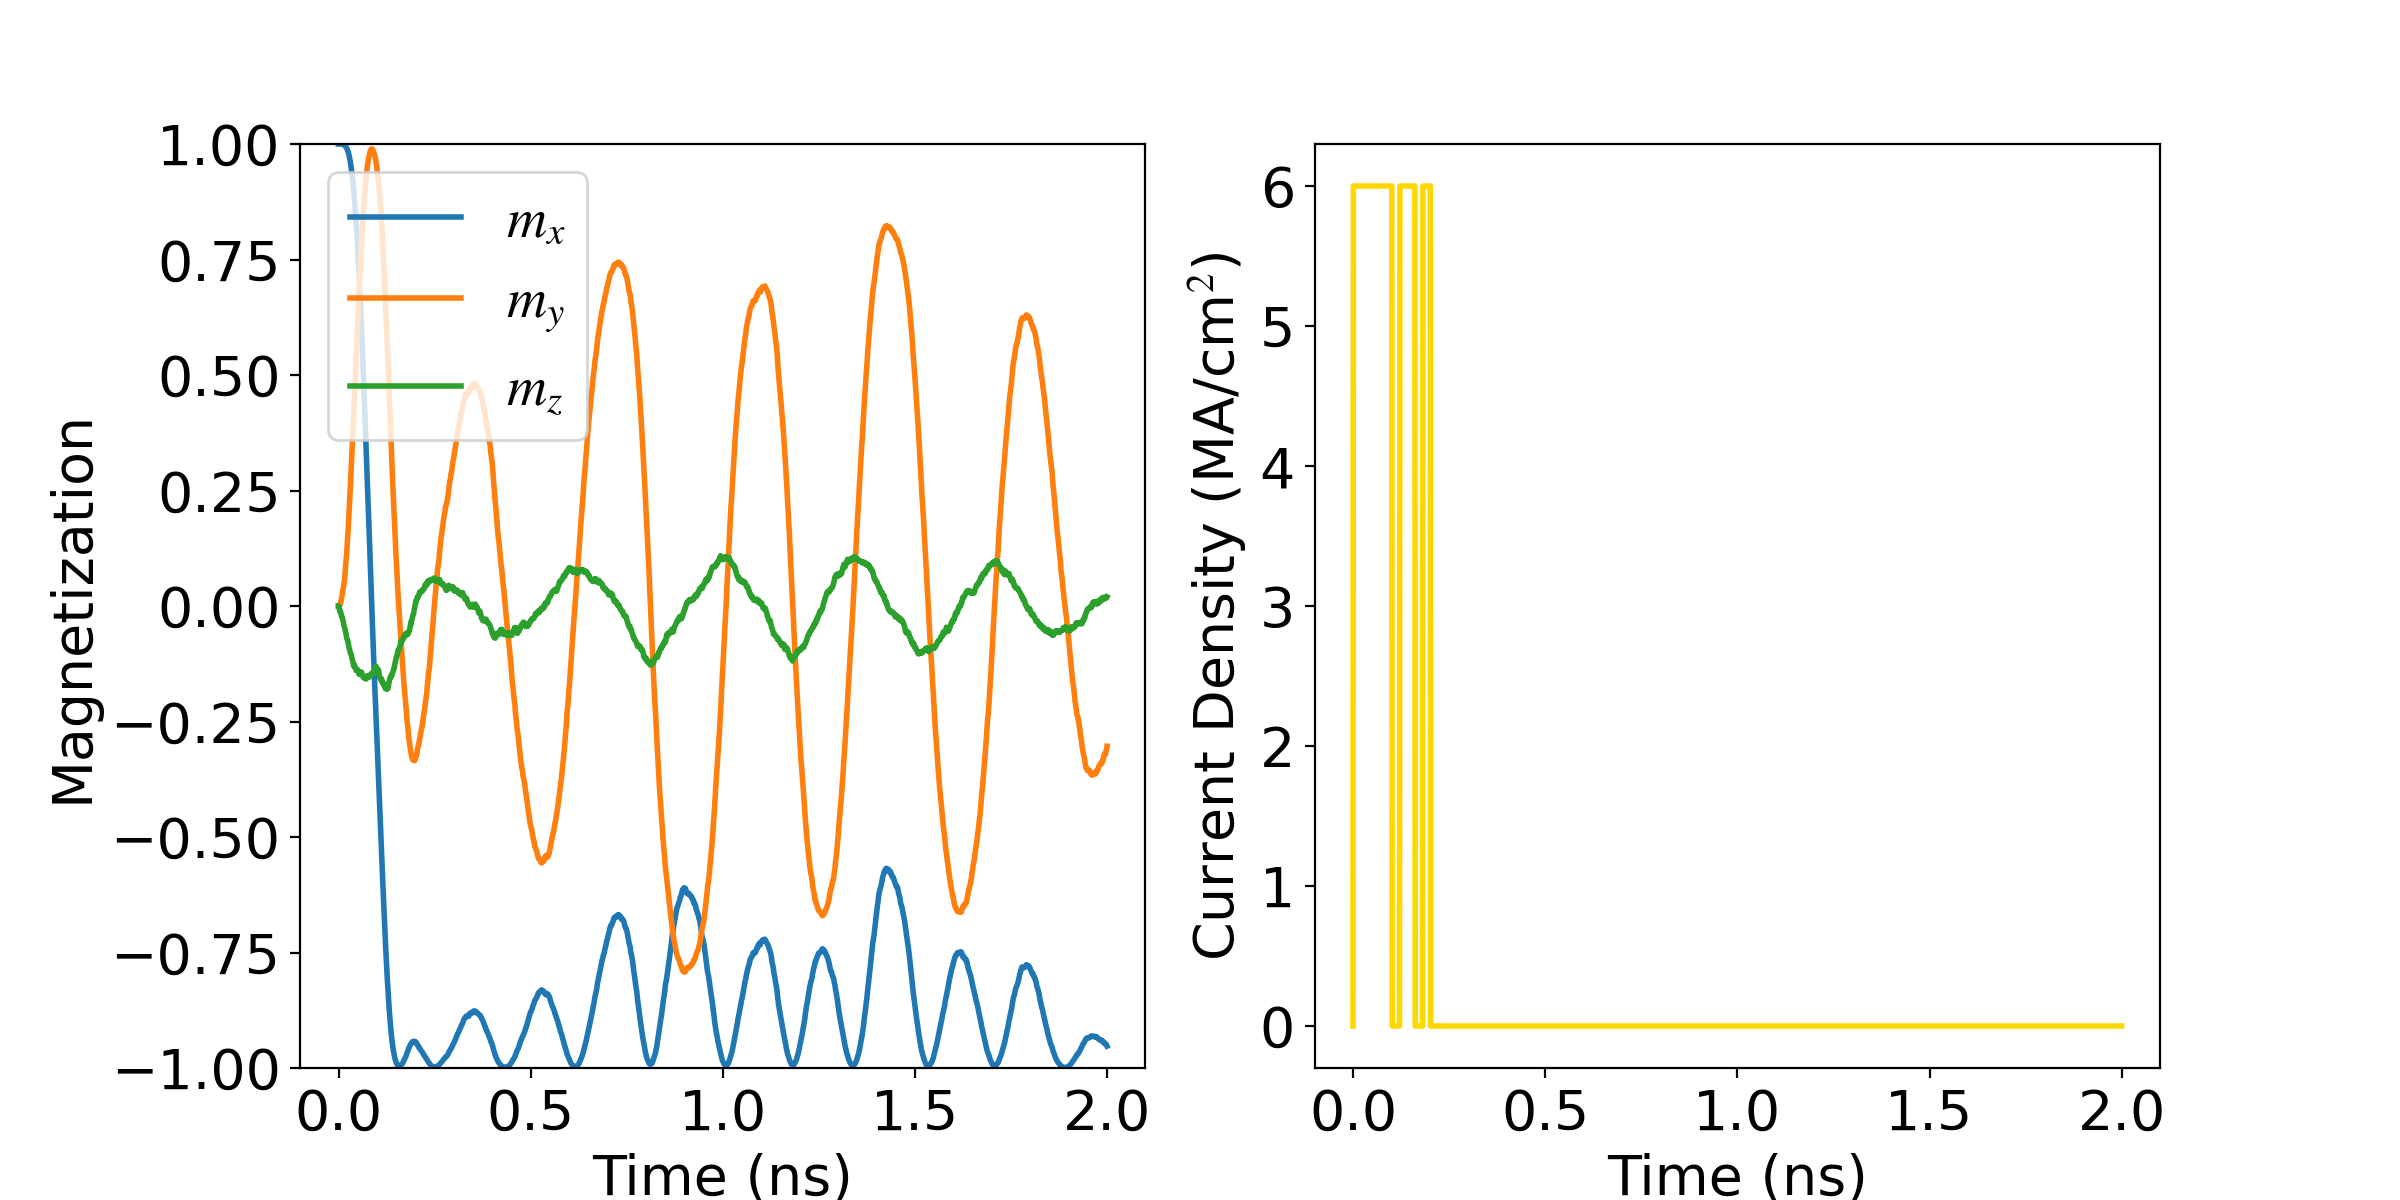 1.00
0.75
0.50
0.25
0.00
−0.25
−0.50
−0.75
−1.00
Magnetization
m_x
m_y
m_z
0.0 0.5 1.0 1.5 2.0
Time (ns)
6
5
4
3
2
1
0
Current Density (MA/cm²)
0.0 0.5 1.0 1.5 2.0
Time (ns)